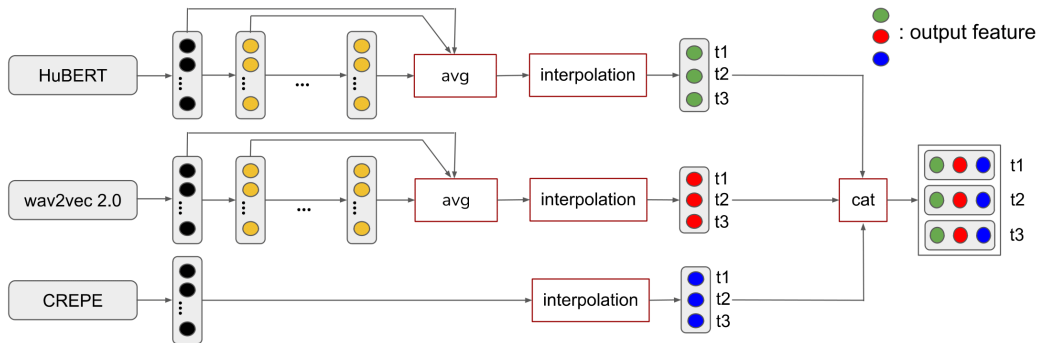 : output feature
HuBERT
...
avg
interpolation
t1
t2
t3
wav2vec 2.0
...
avg
interpolation
t1
t2
t3
cat
t1
t2
t3
CREPE
interpolation
t1
t2
t3